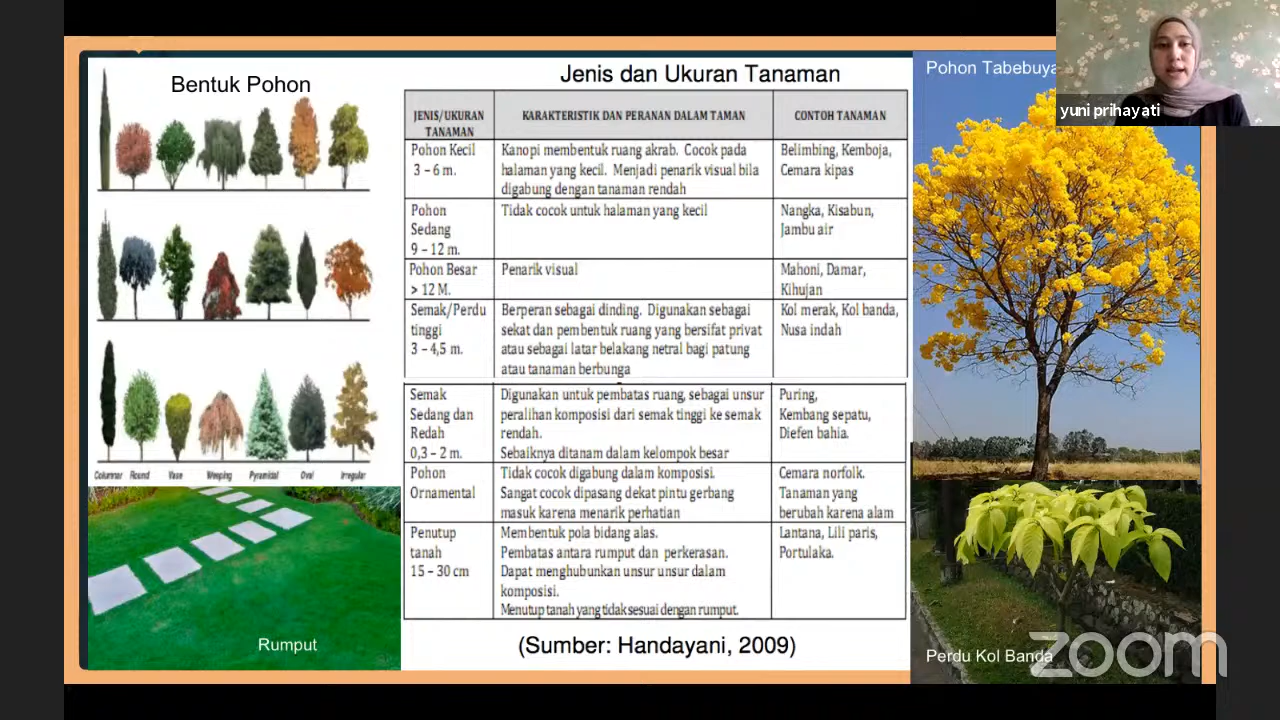 Bentuk Pohon
Columnar Round Vase Weeping Pyramidal Oval Irregular
Rumput
Jenis dan Ukuran Tanaman
JENIS/UKURAN TANAMAN
KARAKTERISTIK DAN PERANAN DALAM TAMAN
CONTOH TANAMAN
Pohon Kecil
3 – 6 m.
Kanopi membentuk ruang akrab. Cocok pada
halaman yang kecil. Menjadi penarik visual bila
digabung dengan tanaman rendah
Belimbing, Kemboja,
Cemara kipas
Pohon
Sedang
9 – 12 m.
Tidak cocok untuk halaman yang kecil
Nangka, Kisabun,
Jambu air
Pohon Besar
> 12 M.
Penarik visual
Mahoni, Damar,
Kihujan
Semak/Perdu
tinggi
3 – 4,5 m.
Berperan sebagai dinding. Digunakan sebagai
sekat dan pembentuk ruang yang bersifat privat
atau sebagai latar belakang netral bagi patung
atau tanaman berbunga
Kol merak, Kol banda,
Nusa indah
Semak
Sedang dan
Redah
0,3 – 2 m.
Digunakan untuk pembatas ruang, sebagai unsur
peralihan komposisi dari semak tinggi ke semak
rendah.
Sebaiknya ditanam dalam kelompok besar
Puring,
Kembang sepatu,
Diefen bahia.
Pohon
Ornamental
Tidak cocok digabung dalam komposisi.
Sangat cocok dipasang dekat pintu gerbang
masuk karena menarik perhatian
Cemara norfolk.
Tanaman yang
berubah karena alam
Penutup
tanah
15 – 30 cm
Membentuk pola bidang alas.
Pembatas antara rumput dan perkerasan.
Dapat menghubunkan unsur unsur dalam
komposisi.
Menutup tanah yang tidak sesuai dengan rumput.
Lantana, Lili paris,
Portulaka.
(Sumber: Handayani, 2009)
Pohon Tabebuya
yuni prihayati
Perdu Kol Banda
zoom